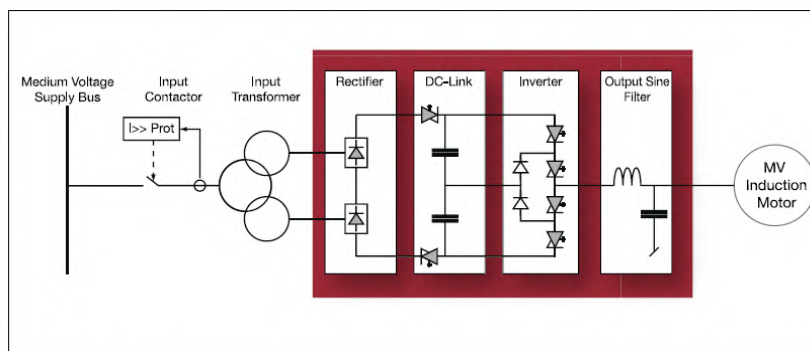 Medium Voltage
Supply Bus
Input
Contactor
Input
Transformer
Rectifier
DC–Link
Inverter
Output Sine
Filter
I>> Prot
MV
Induction
Motor